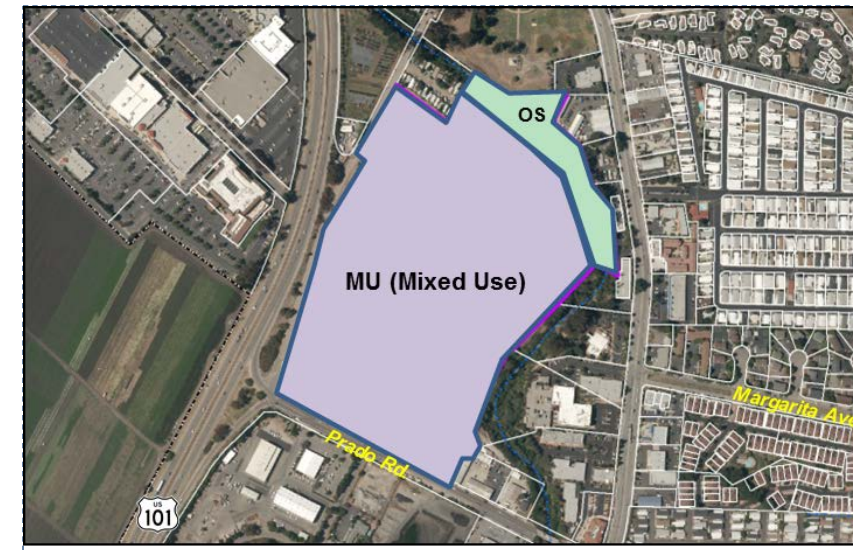 OS
MU (Mixed Use)
Margarita Ave
Prado Rd.
US
101